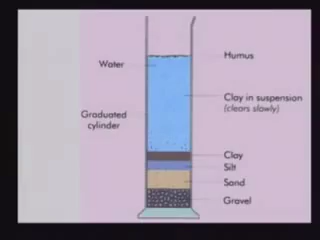 Humus
Water
Clay in suspension
(clears slowly)
Graduated
cylinder
Clay
Silt
Sand
Gravel